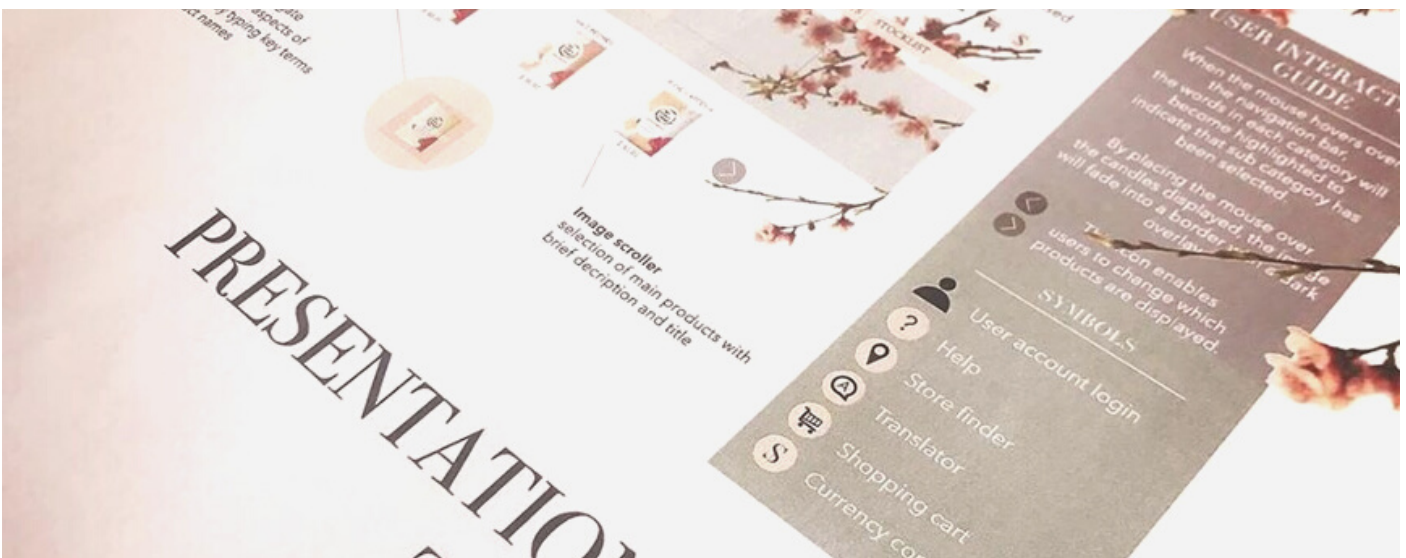 aspects of
typing key terms
ct names
STOCKLIST
Image scroller
selection of main products with
brief decription and title
PRESENTATION
USER INTERACT
GUIDE
When the mouse hovers over
the navigation bar,
the words in each category will
become highlighted to
indicate that sub category has
been selected.
By placing the mouse over
the candles displayed, the image
will fade into a border dark
overlay
icon enables
users to change which
products are displayed.
SYMBOLS
User account login
? Help
Store finder
A Translator
Shopping cart
S Currency con